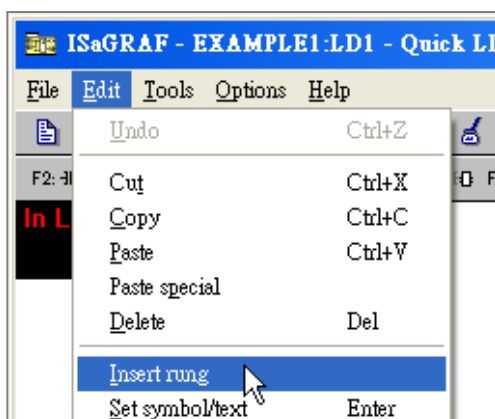 ISaGRAF - EXAMPLE1:LD1 - Quick
File Edit Tools Options Help
Undo Ctrl+Z
F2:
Cut Ctrl+X
In
Copy Ctrl+C
Paste Ctrl+V
Paste special
Delete Del
Insert rung
Set symbol/text Enter